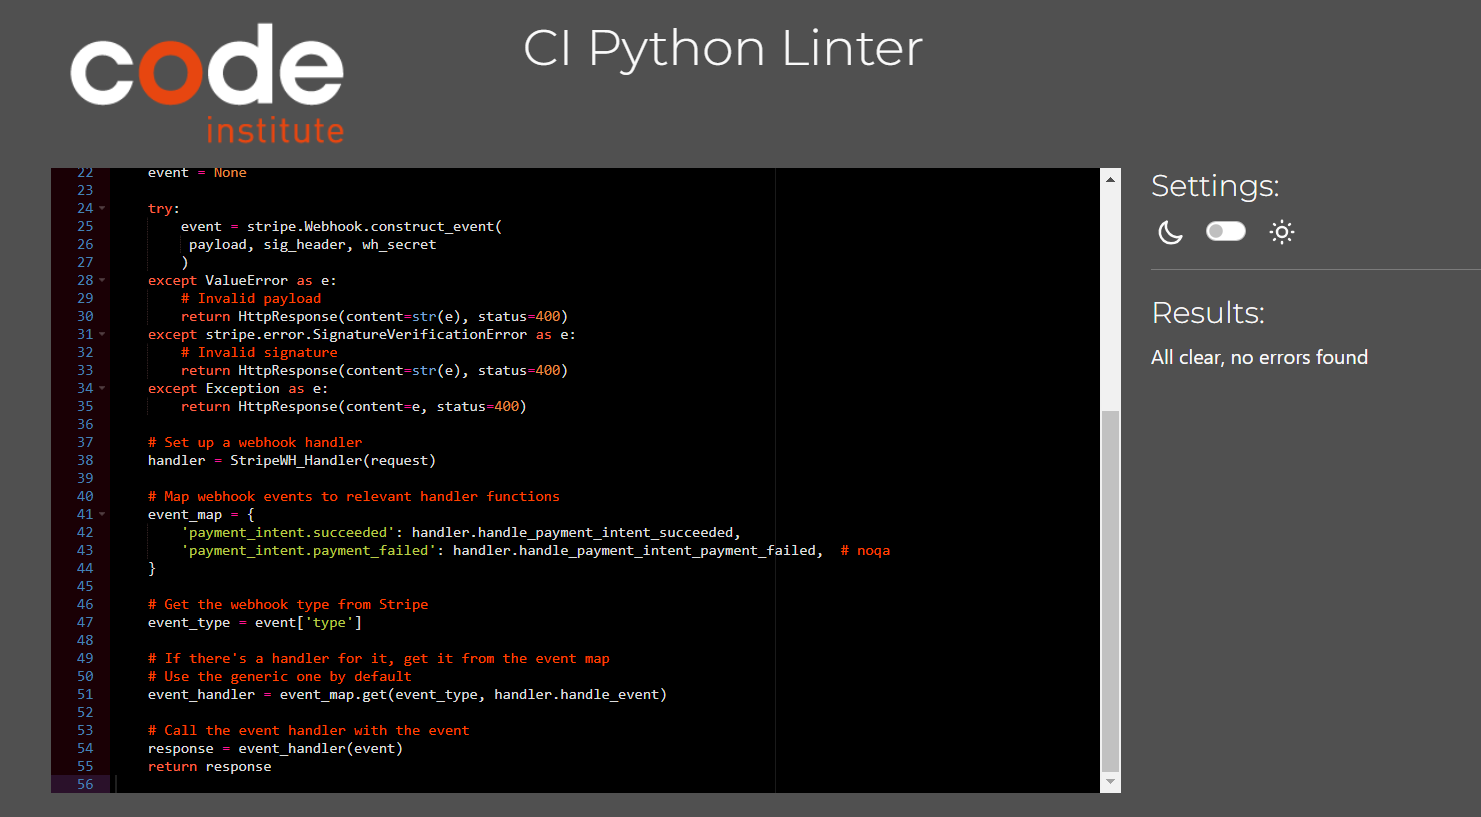 code
institute
CI Python Linter
22 event = None
23
24 try:
25 event = stripe.Webhook.construct_event(
26 payload, sig_header, wh_secret
27 )
28 except ValueError as e:
29 # Invalid payload
30 return HttpResponse(content=str(e), status=400)
31 except stripe.error.SignatureVerificationError as e:
32 # Invalid signature
33 return HttpResponse(content=str(e), status=400)
34 except Exception as e:
35 return HttpResponse(content=e, status=400)
36
37 # Set up a webhook handler
38 handler = StripeWH_Handler(request)
39
40 # Map webhook events to relevant handler functions
41 event_map = {
42 'payment_intent.succeeded': handler.handle_payment_intent_succeeded,
43 'payment_intent.payment_failed': handler.handle_payment_intent_payment_failed,  # noqa
44 }
45
46 # Get the webhook type from Stripe
47 event_type = event['type']
48
49 # If there's a handler for it, get it from the event map
50 # Use the generic one by default
51 event_handler = event_map.get(event_type, handler.handle_event)
52
53 # Call the event handler with the event
54 response = event_handler(event)
55 return response
56
Settings:
Results:
All clear, no errors found